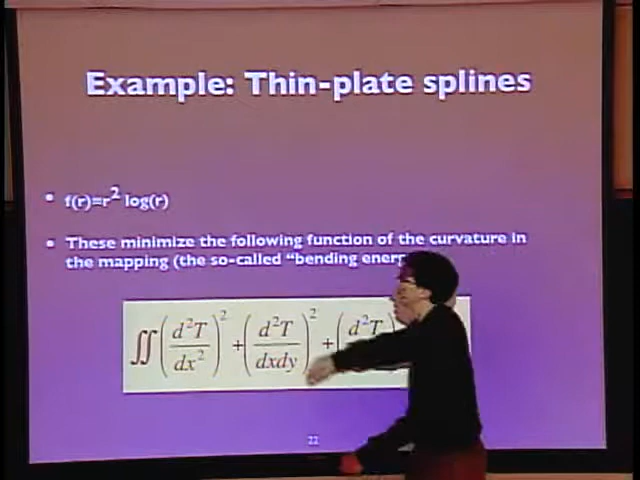 Example: Thin-plate splines
• f(r)=r² log(r)
• These minimize the following function of the curvature in
the mapping (the so-called "bending
∬(d²T/dx²)² + (d²T/dxdy)² + (d²T
22